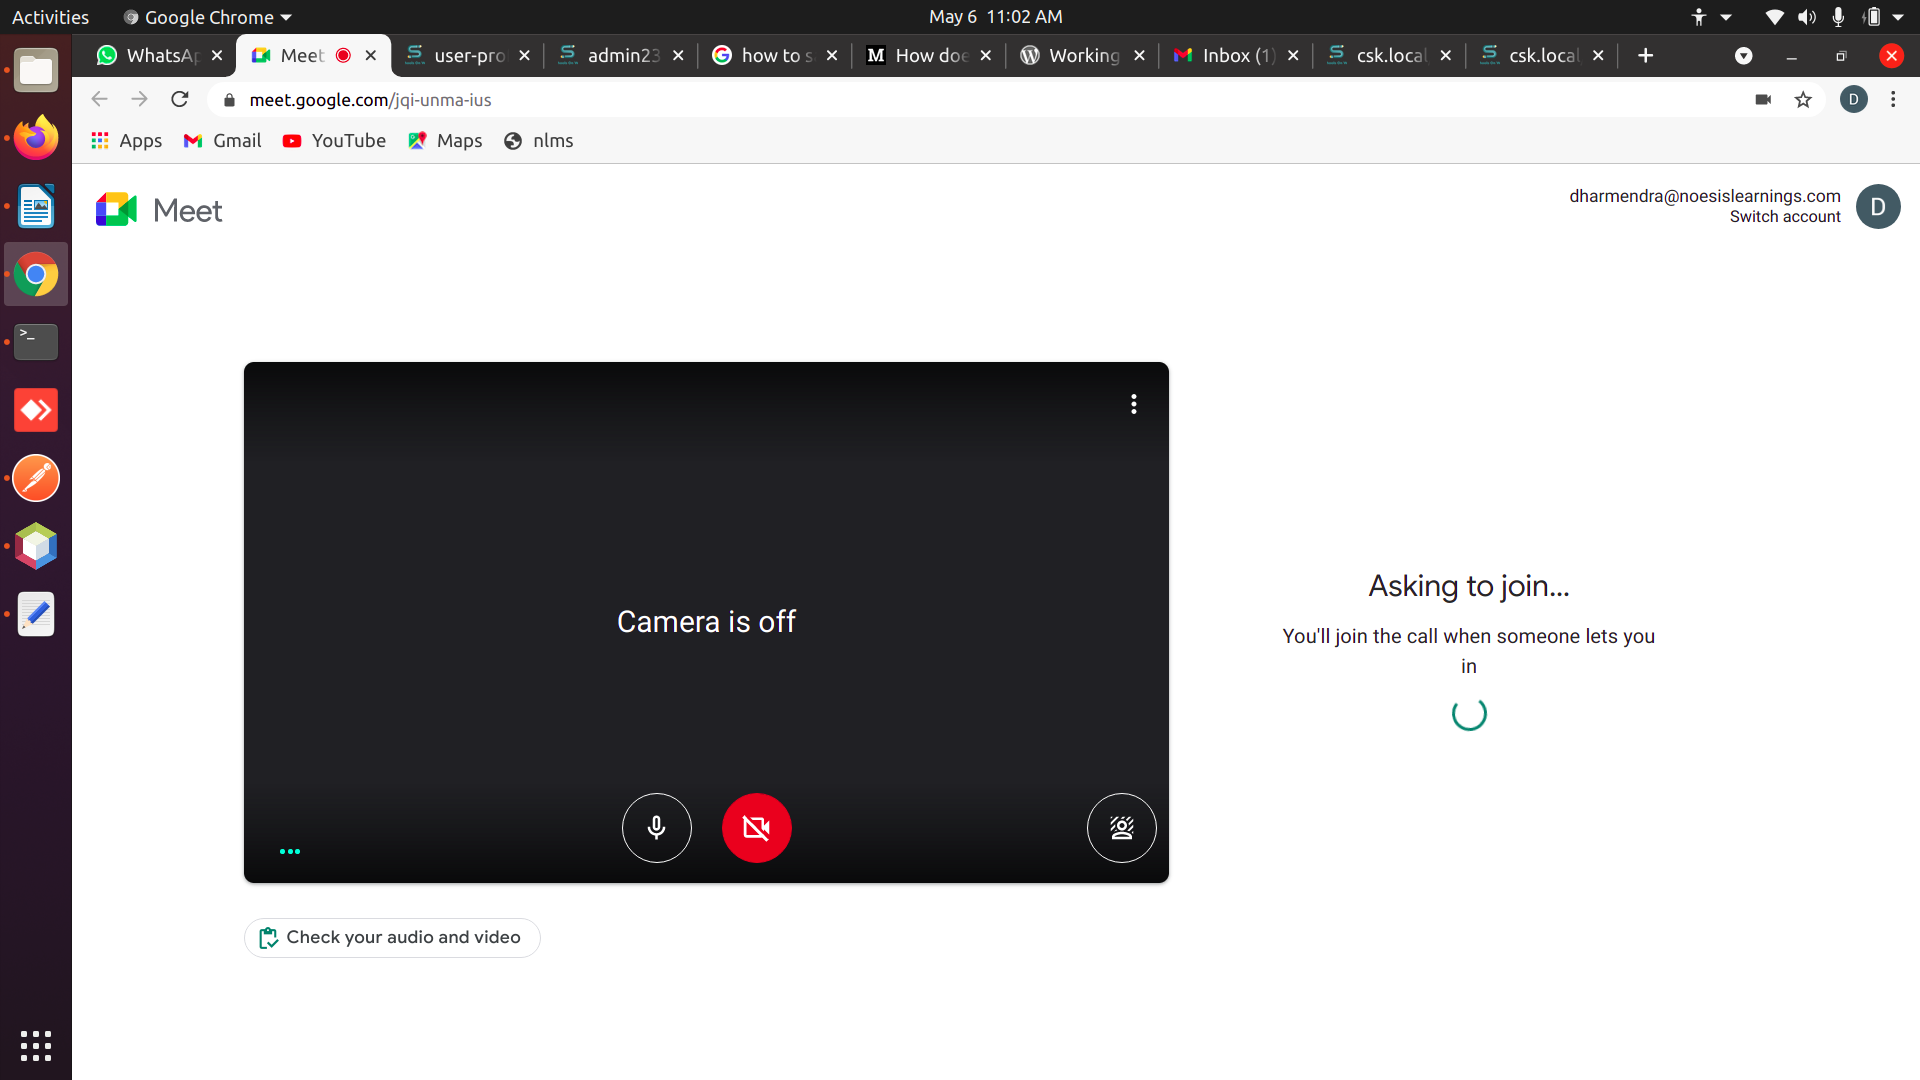 Activities
Google Chrome
May 6 11:02 AM
WhatsAp
Meet
user-pro
admin23
how to s
How doe
Working
Inbox (1)
csk.local
csk.local
meet.google.com/jqi-unma-ius
D
Apps
Gmail
YouTube
Maps
nlms
Meet
dharmendra@noesislearnings.com
Switch account
D
Camera is off
Asking to join...
You'll join the call when someone lets you
in
Check your audio and video